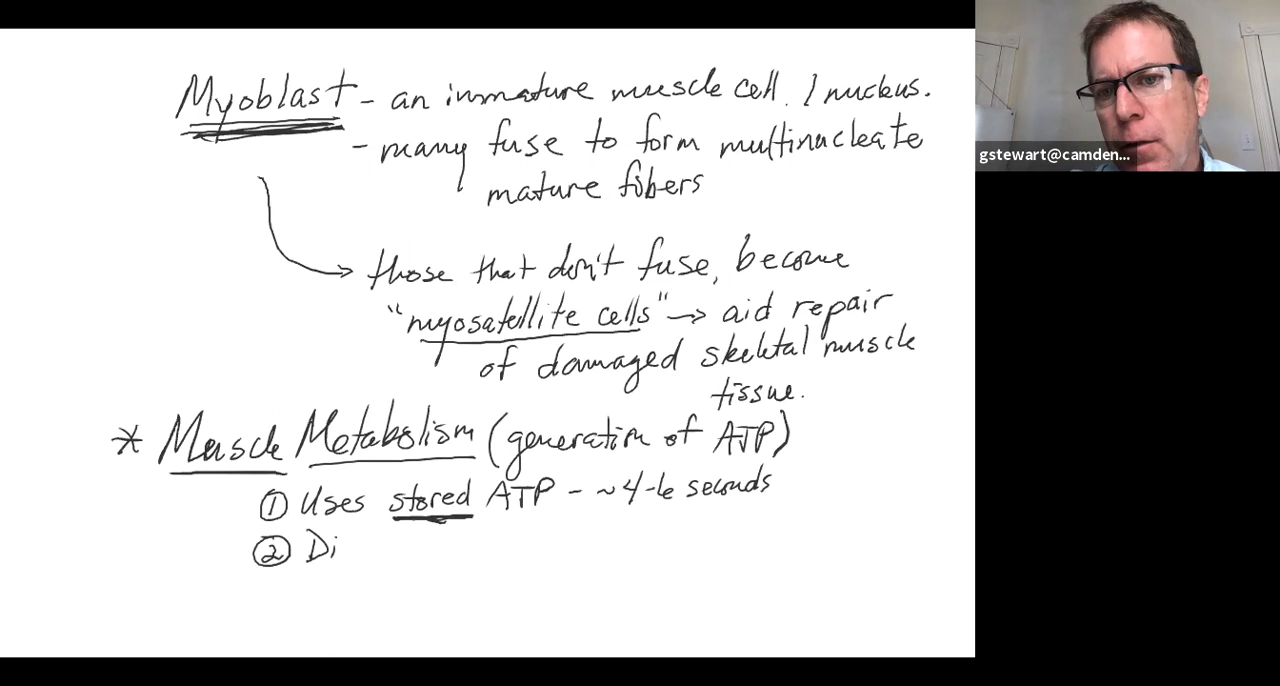 Myoblast - an immature muscle cell. 1 nucleus.
- many fuse to form multinucleate
mature fibers
those that don't fuse, become
"myosatellite cells" → aid repair
of damaged skeletal muscle
tissue.
* Muscle Metabolism (generation of ATP)
① Uses stored ATP - ~4-6 seconds
② Di
gstewart@camden...